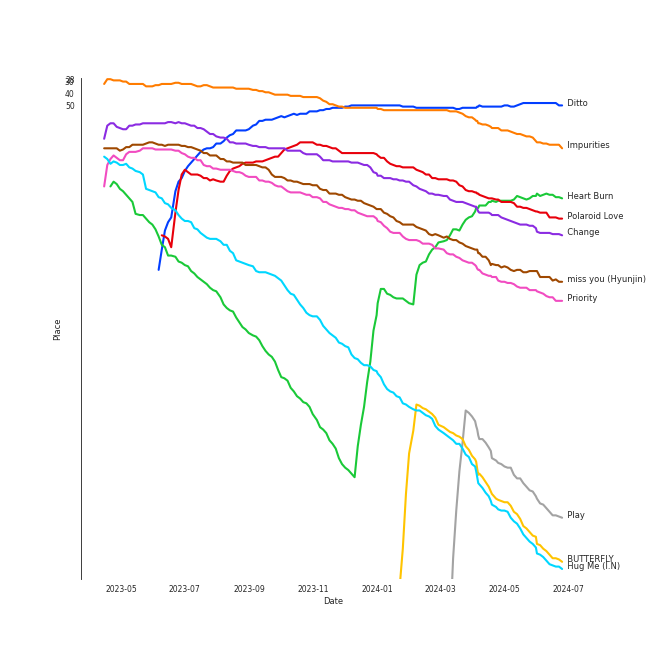 30
40
50
Ditto
Impurities
Heart Burn
Polaroid Love
Change
miss you (Hyunjin)
Priority
Place
Play
BUTTERFLY
Hug Me (I.N)
2023-05 2023-07 2023-09 2023-11 2024-01 2024-03 2024-05 2024-07
Date